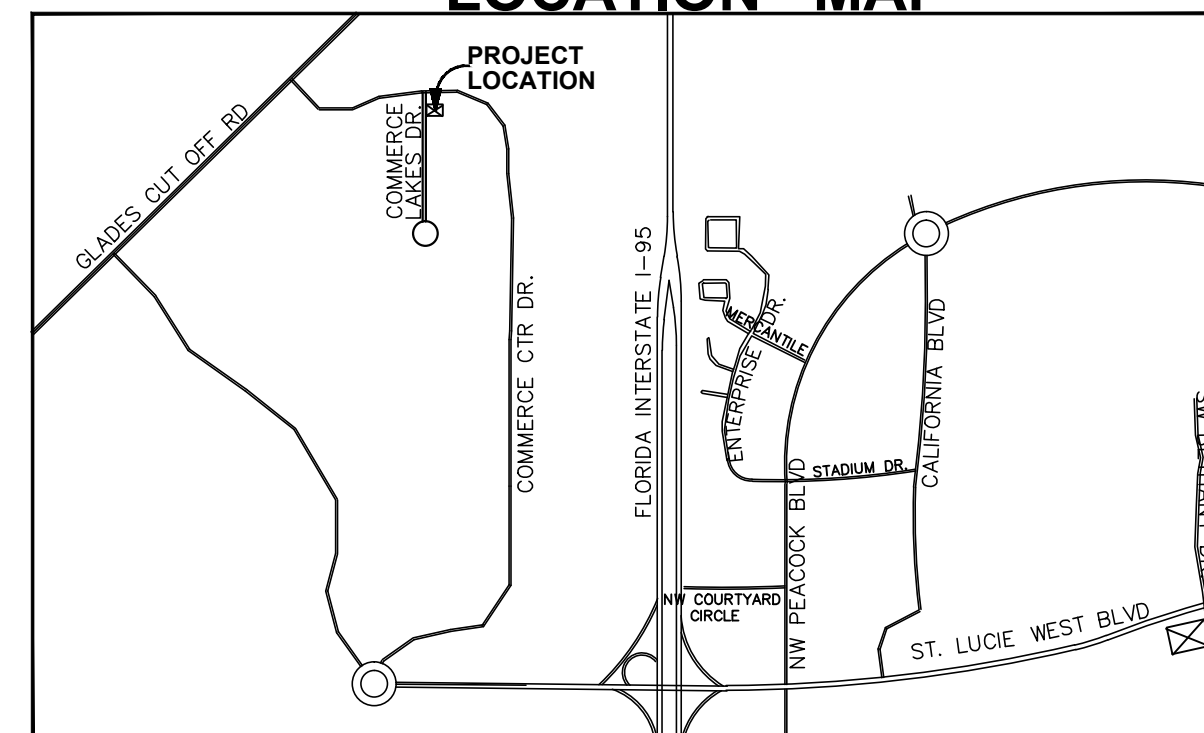 LOCATION MAP
PROJECT
LOCATION
GLADES CUT OFF RD
COMMERCE
LAKES DR.
COMMERCE CTR DR.
FLORIDA INTERSTATE I-95
MERCANTILE
ENTERPRISE DR.
CALIFORNIA BLVD
STADIUM DR.
NW PEACOCK BLVD
NW COURTYARD
CIRCLE
ST. LUCIE WEST BLVD